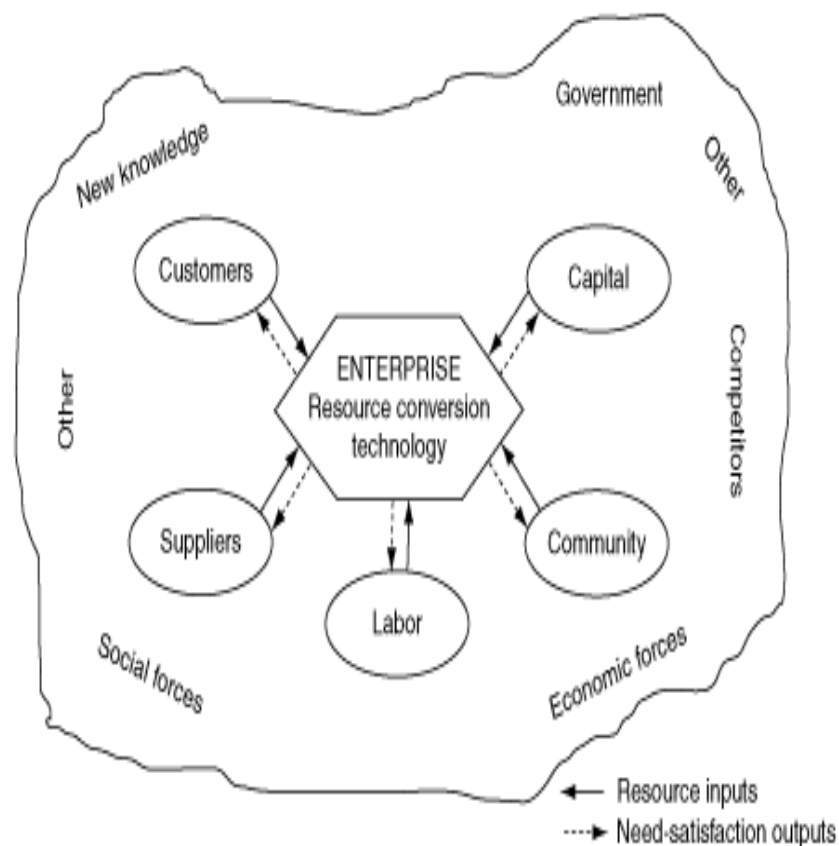 Government
New knowledge
Other
Customers
Capital
ENTERPRISE
Resource conversion
technology
Other
Competitors
Suppliers
Community
Labor
Social forces
Economic forces
Resource inputs
Need-satisfaction outputs